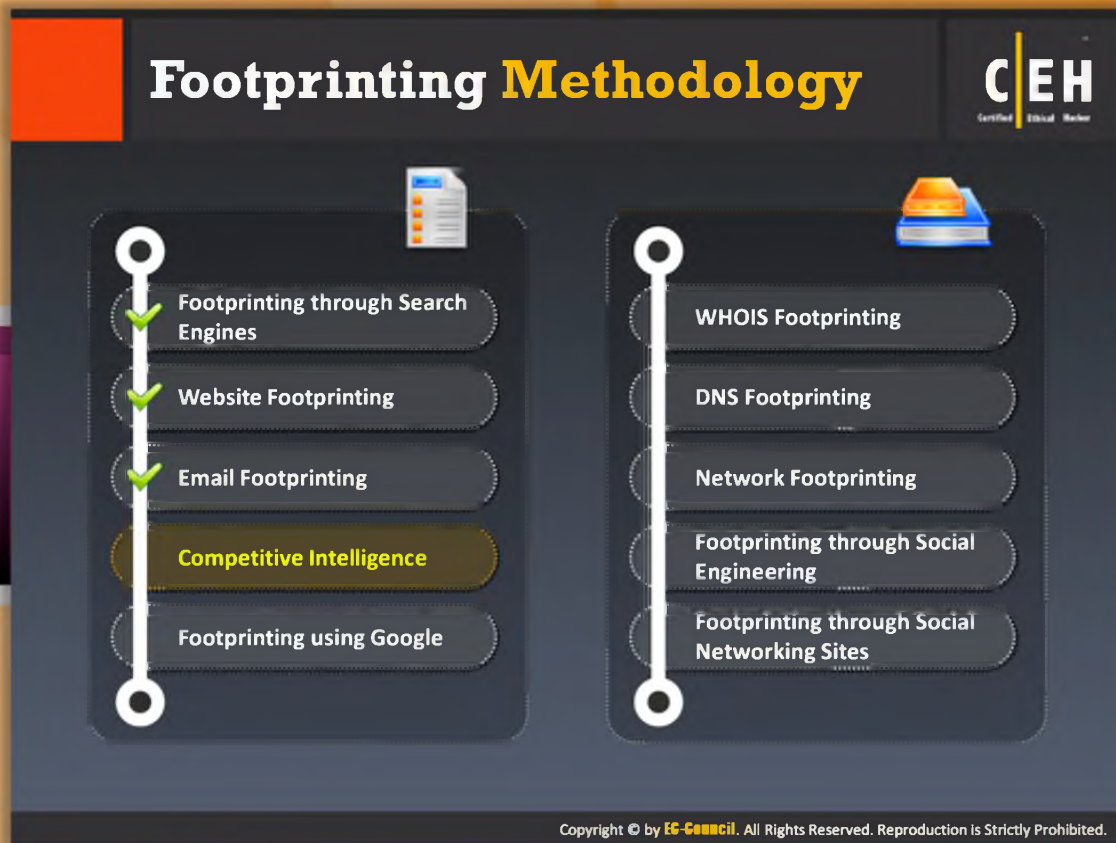 Footprinting Methodology
CEH
Certified Ethical Hacker
Footprinting through Search
Engines
Website Footprinting
Email Footprinting
Competitive Intelligence
Footprinting using Google
WHOIS Footprinting
DNS Footprinting
Network Footprinting
Footprinting through Social
Engineering
Footprinting through Social
Networking Sites
Copyright © by EC-Council. All Rights Reserved. Reproduction is Strictly Prohibited.